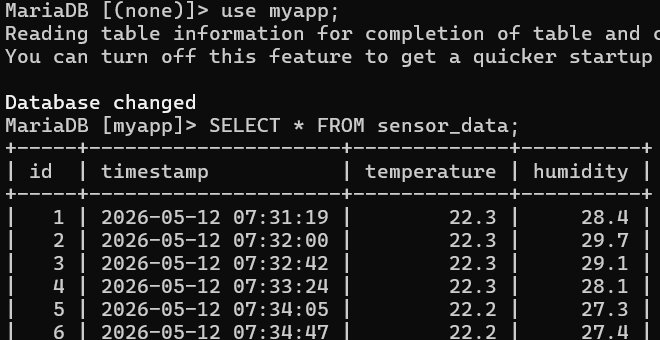 MariaDB [(none)]> use myapp;
Reading table information for completion of table and
You can turn off this feature to get a quicker startup
Database changed
MariaDB [myapp]> SELECT * FROM sensor_data;
+-----+---------------------+-------------+----------+
| id  | timestamp           | temperature | humidity |
+-----+---------------------+-------------+----------+
|   1 | 2026-05-12 07:31:19 |        22.3 |     28.4 |
|   2 | 2026-05-12 07:32:00 |        22.3 |     29.7 |
|   3 | 2026-05-12 07:32:42 |        22.3 |     29.1 |
|   4 | 2026-05-12 07:33:24 |        22.3 |     28.1 |
|   5 | 2026-05-12 07:34:05 |        22.2 |     27.3 |
|   6 | 2026-05-12 07:34:47 |        22.2 |     27.4 |